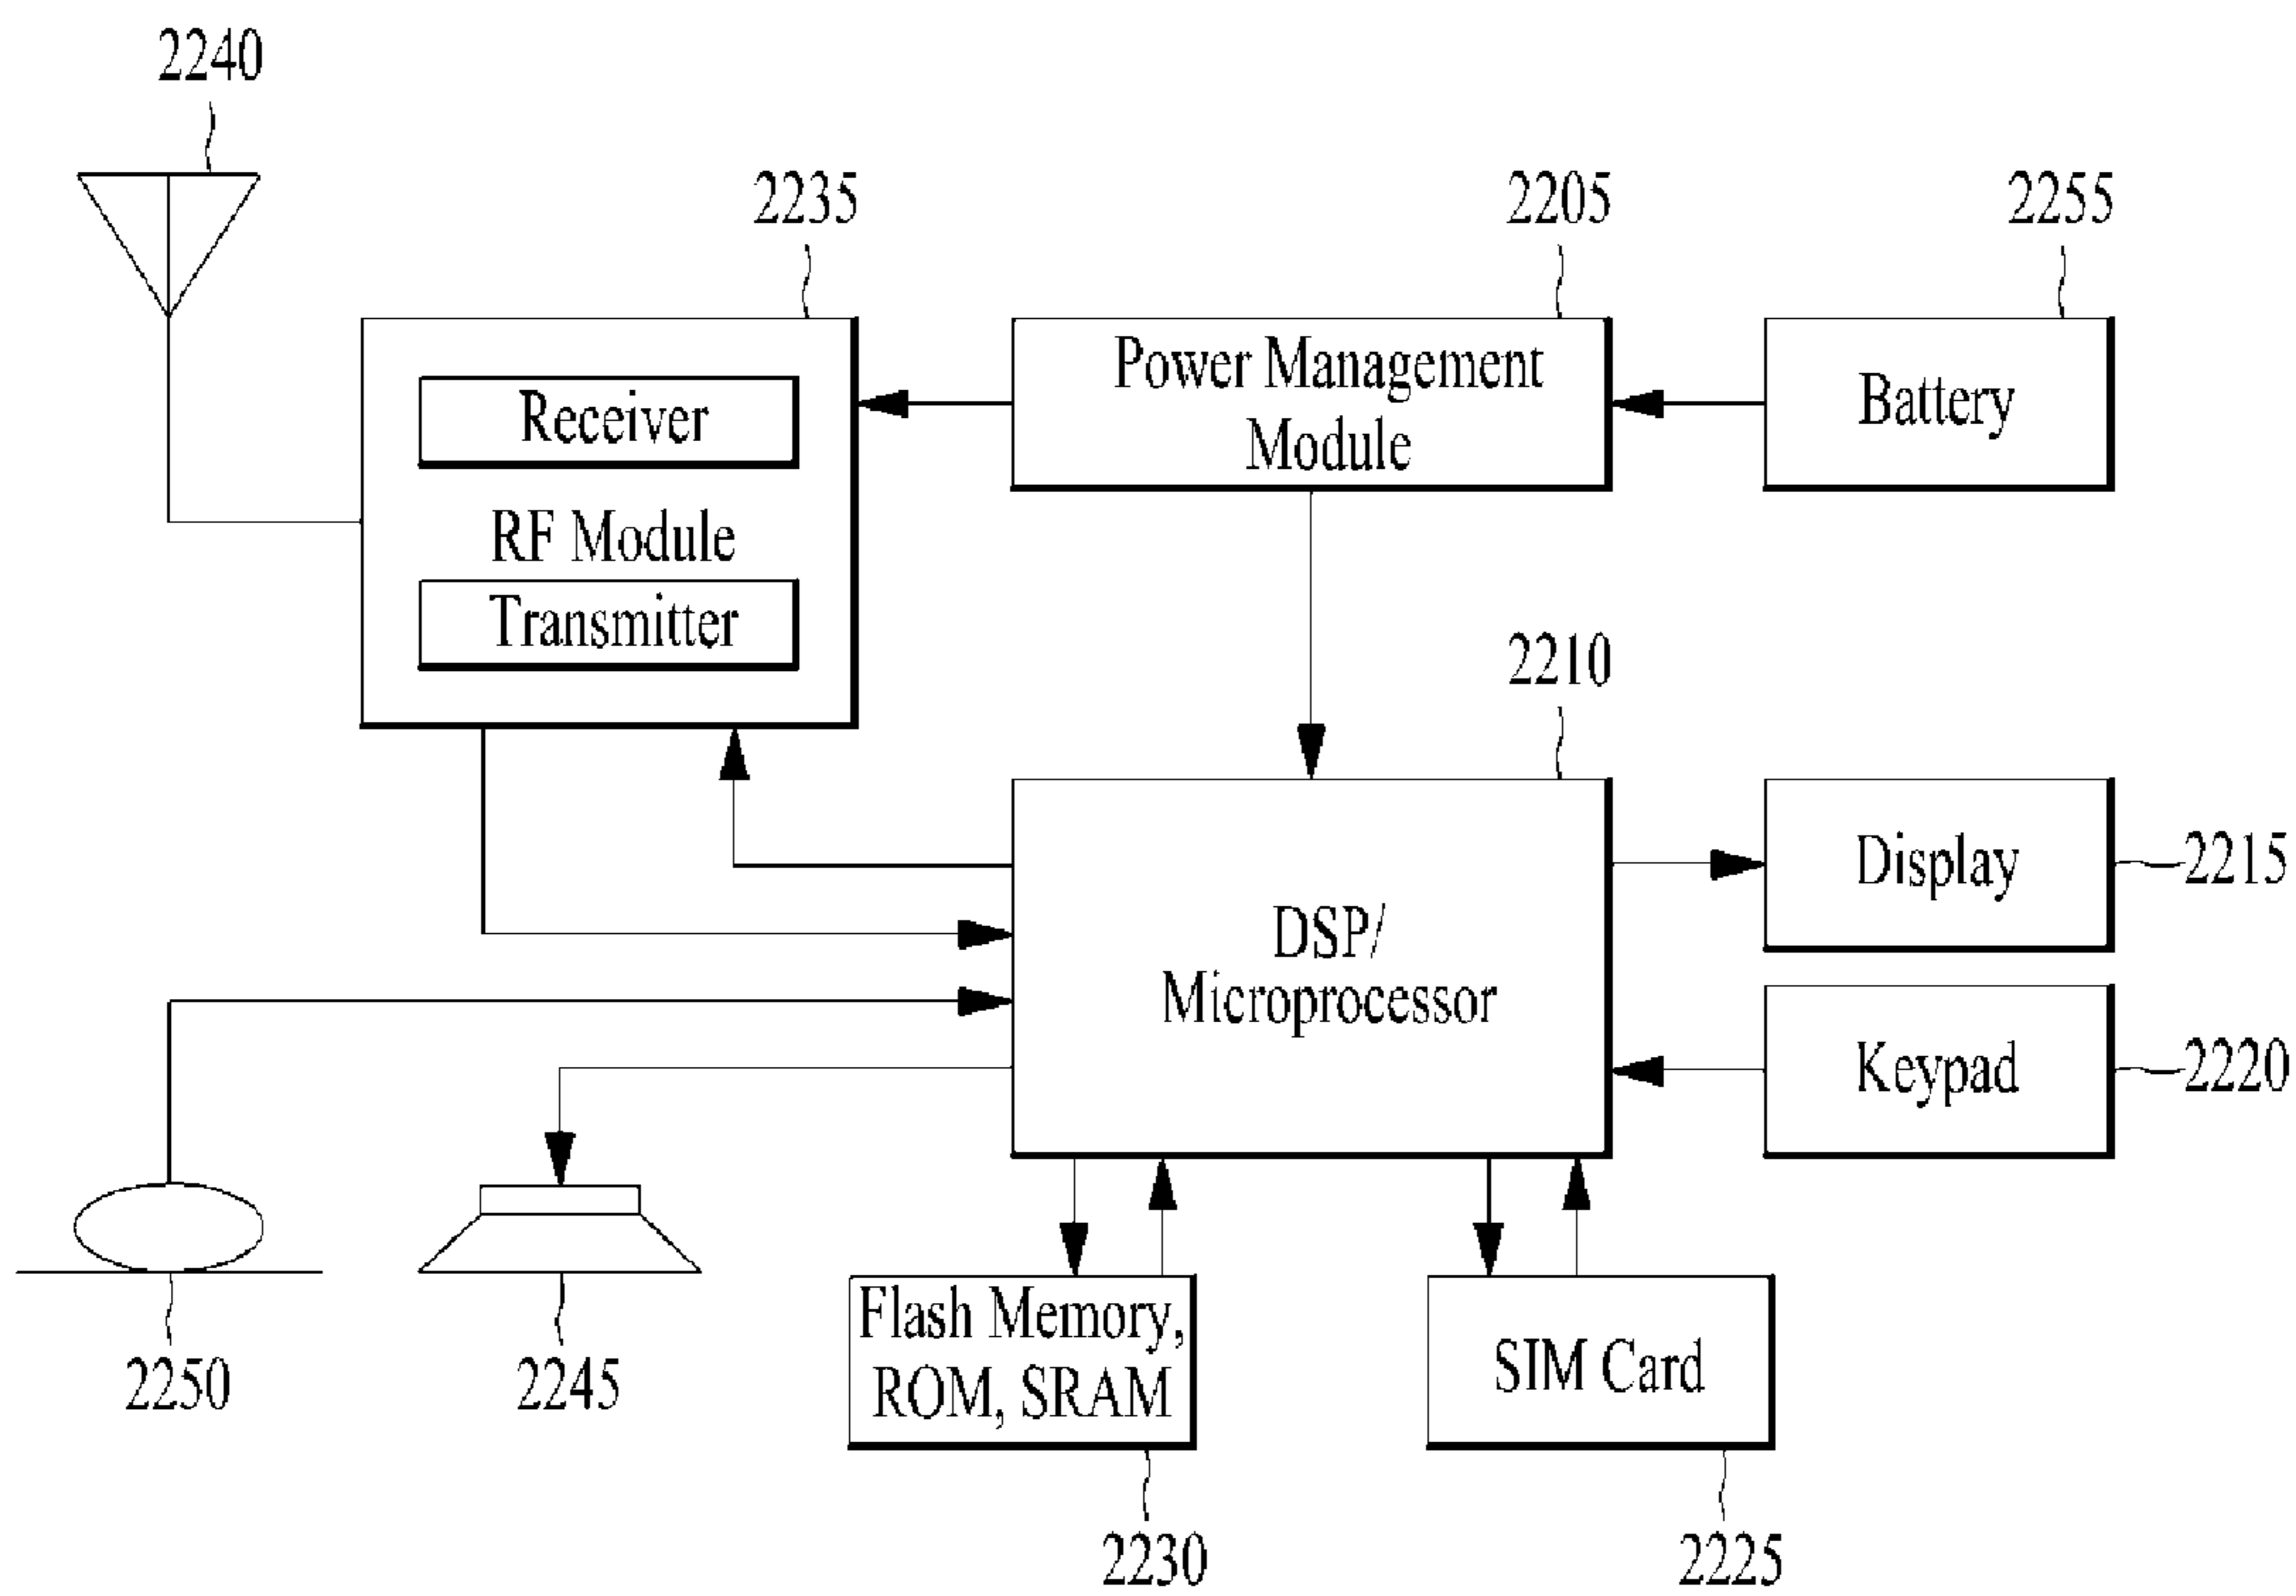 2240
2235
2205
2255
Receiver
RF Module
Transmitter
Power Management
Module
Battery
2210
DSP/
Microprocessor
Display
2215
Keypad
2220
2250
2245
Flash Memory,
ROM, SRAM
SIM Card
2230
2225